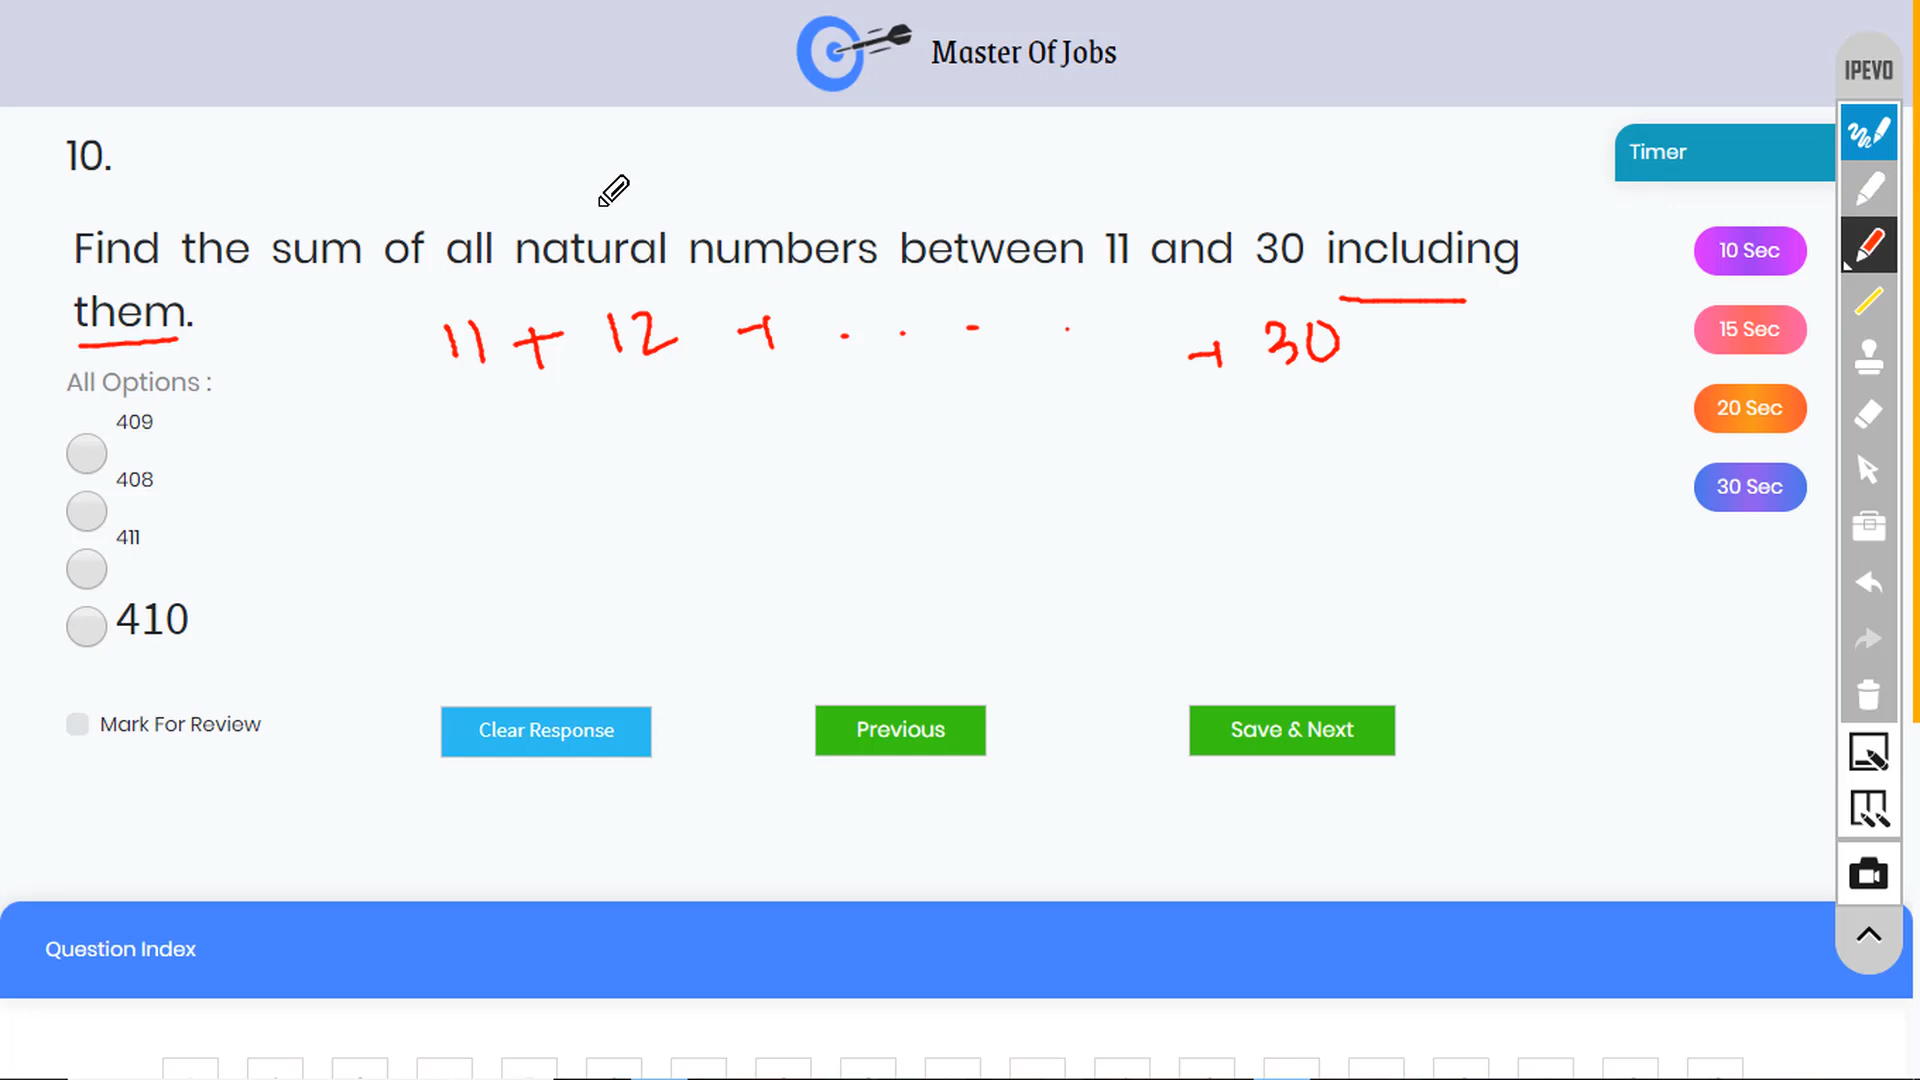 Master Of Jobs
IPEVO
10.
Timer
Find the sum of all natural numbers between 11 and 30 including
them.
11 + 12 + . . - . + 30
10 Sec
15 Sec
20 Sec
30 Sec
All Options :
409
408
411
410
Mark For Review
Clear Response
Previous
Save & Next
Question Index